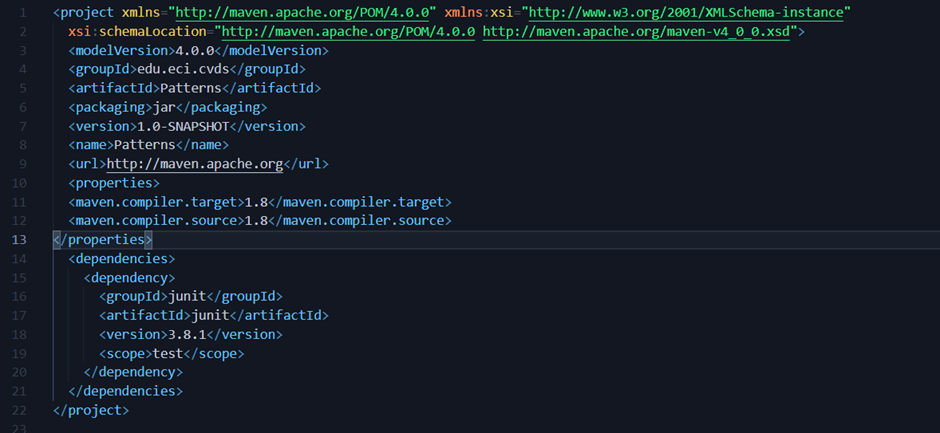 1 <project xmlns="http://maven.apache.org/POM/4.0.0" xmlns:xsi="http://www.w3.org/2001/XMLSchema-instance"
2 xsi:schemaLocation="http://maven.apache.org/POM/4.0.0 http://maven.apache.org/maven-v4_0_0.xsd">
3 <modelVersion>4.0.0</modelVersion>
4 <groupId>edu.eci.cvds</groupId>
5 <artifactId>Patterns</artifactId>
6 <packaging>jar</packaging>
7 <version>1.0-SNAPSHOT</version>
8 <name>Patterns</name>
9 <url>http://maven.apache.org</url>
10 <properties>
11 <maven.compiler.target>1.8</maven.compiler.target>
12 <maven.compiler.source>1.8</maven.compiler.source>
13 </properties>
14 <dependencies>
15 <dependency>
16 <groupId>junit</groupId>
17 <artifactId>junit</artifactId>
18 <version>3.8.1</version>
19 <scope>test</scope>
20 </dependency>
21 </dependencies>
22 </project>
23